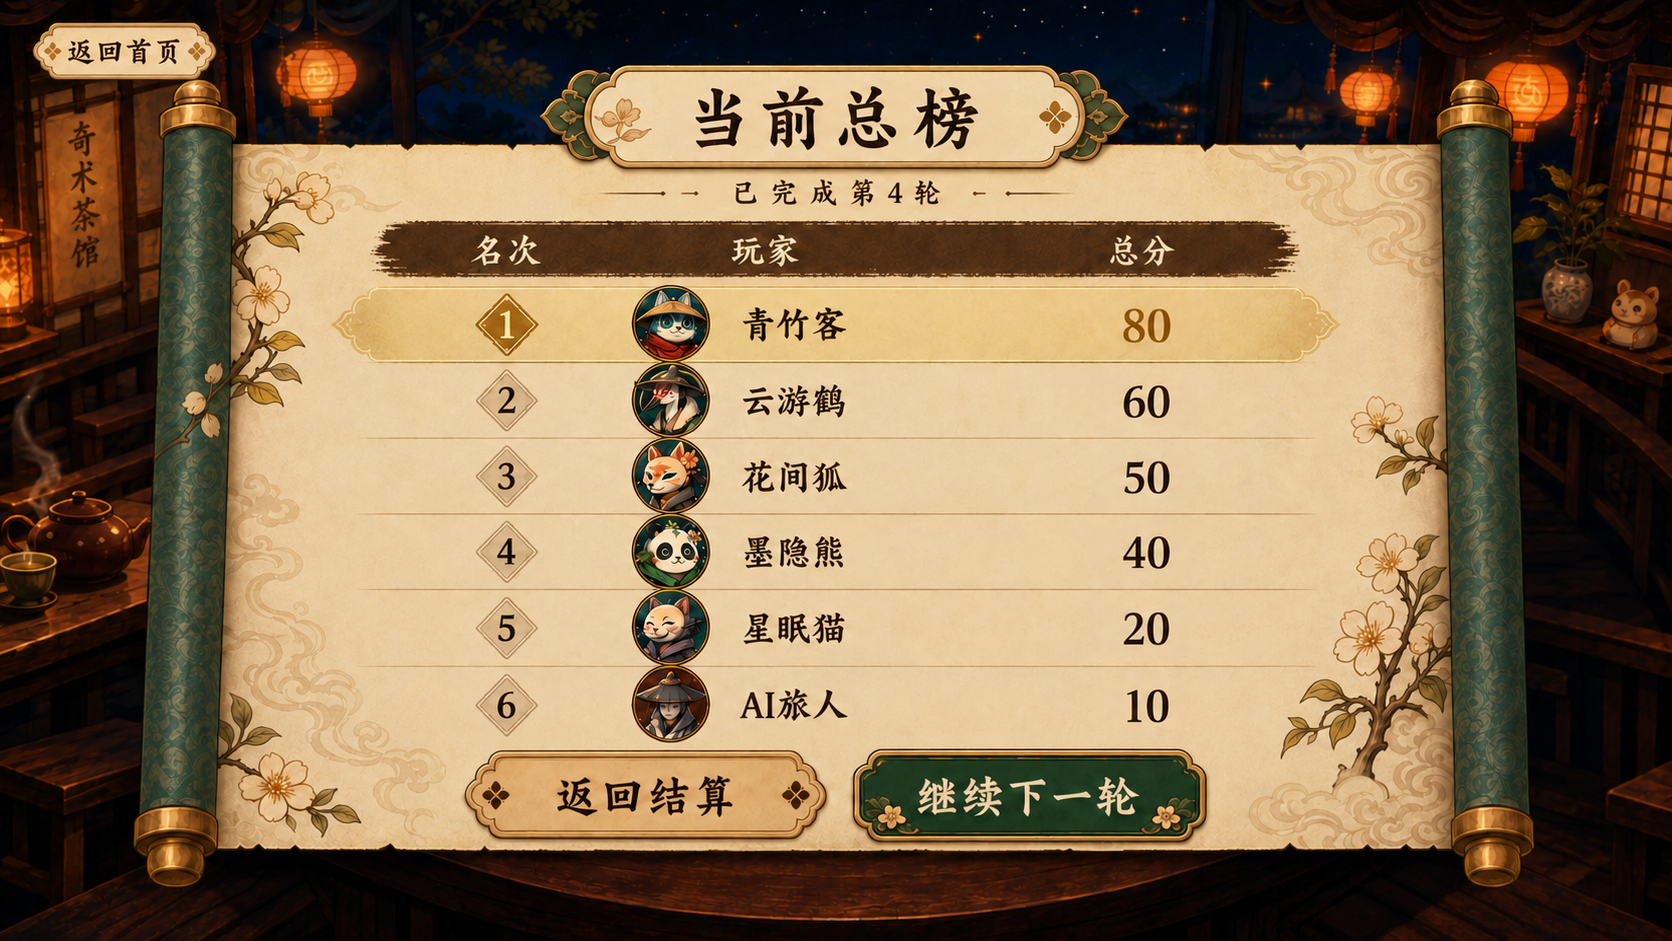 返回首页
奇术茶馆
当前总榜
已完成第4轮
名次 玩家 总分
1 青竹客 80
2 云游鹤 60
3 花间狐 50
4 墨隐熊 40
5 星眠猫 20
6 AI旅人 10
返回结算 继续下一轮